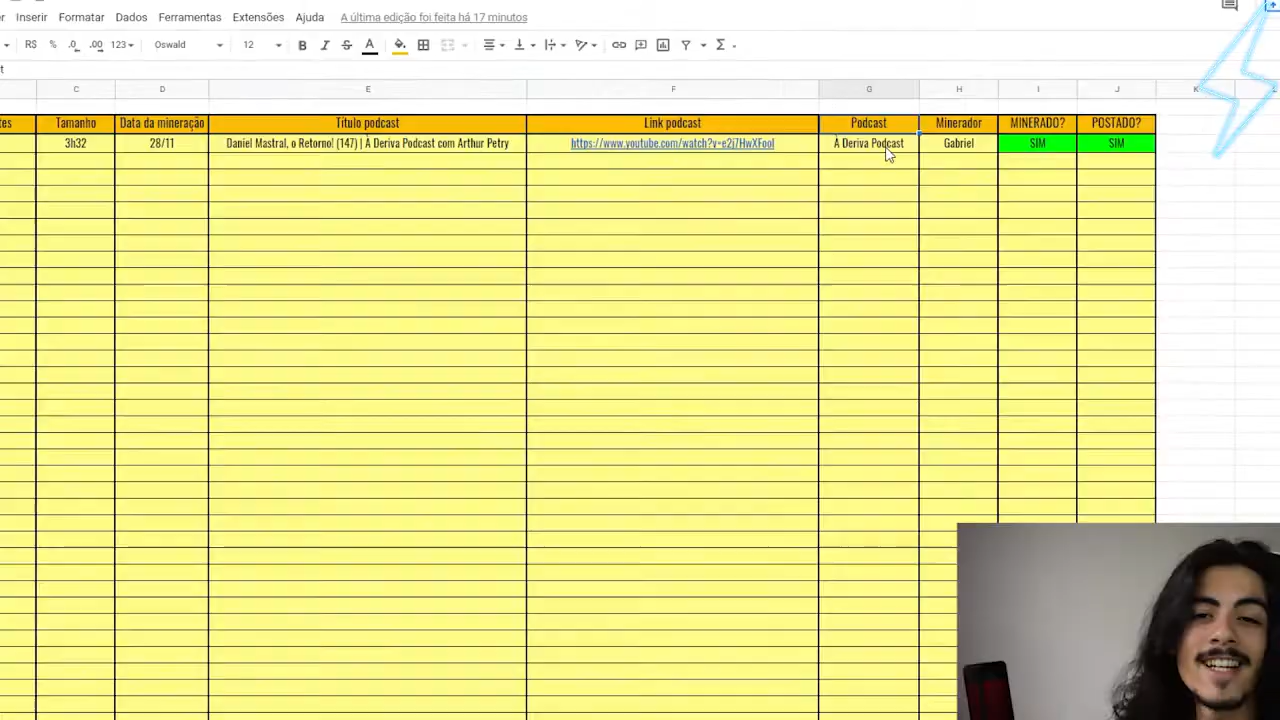 Inserir Formatar Dados Ferramentas Extensões Ajuda A última edição foi feita há 17 minutos
R$ % .0 .00 123 Oswald 12 B I S A
C D E F G H I J K
Tamanho Data da mineração Título podcast Link podcast Podcast Minerador MINERADO? POSTADO?
3h32 28/11 Daniel Mastral, o Retorno! (147) | À Deriva Podcast com Arthur Petry https://www.youtube.com/watch?v=e2j7HwXFooI À Deriva Podcast Gabriel SIM SIM